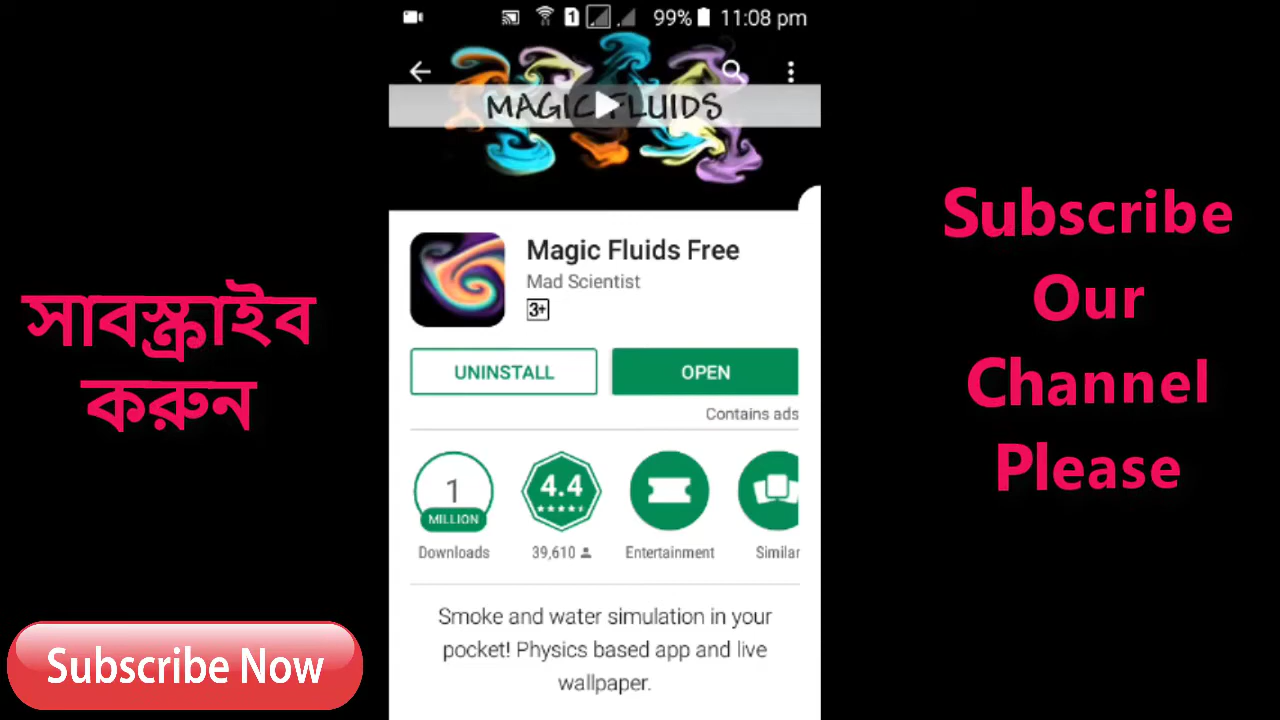 1 99% 11:08 pm
MAGIC FLUIDS
Magic Fluids Free
Mad Scientist
3+
UNINSTALL
OPEN
Contains ads
1
MILLION
4.4
Downloads
39,610
Entertainment
Similar
Smoke and water simulation in your
pocket! Physics based app and live
wallpaper.
সাবস্ক্রাইব
করুন
Subscribe Now
Subscribe
Our
Channel
Please